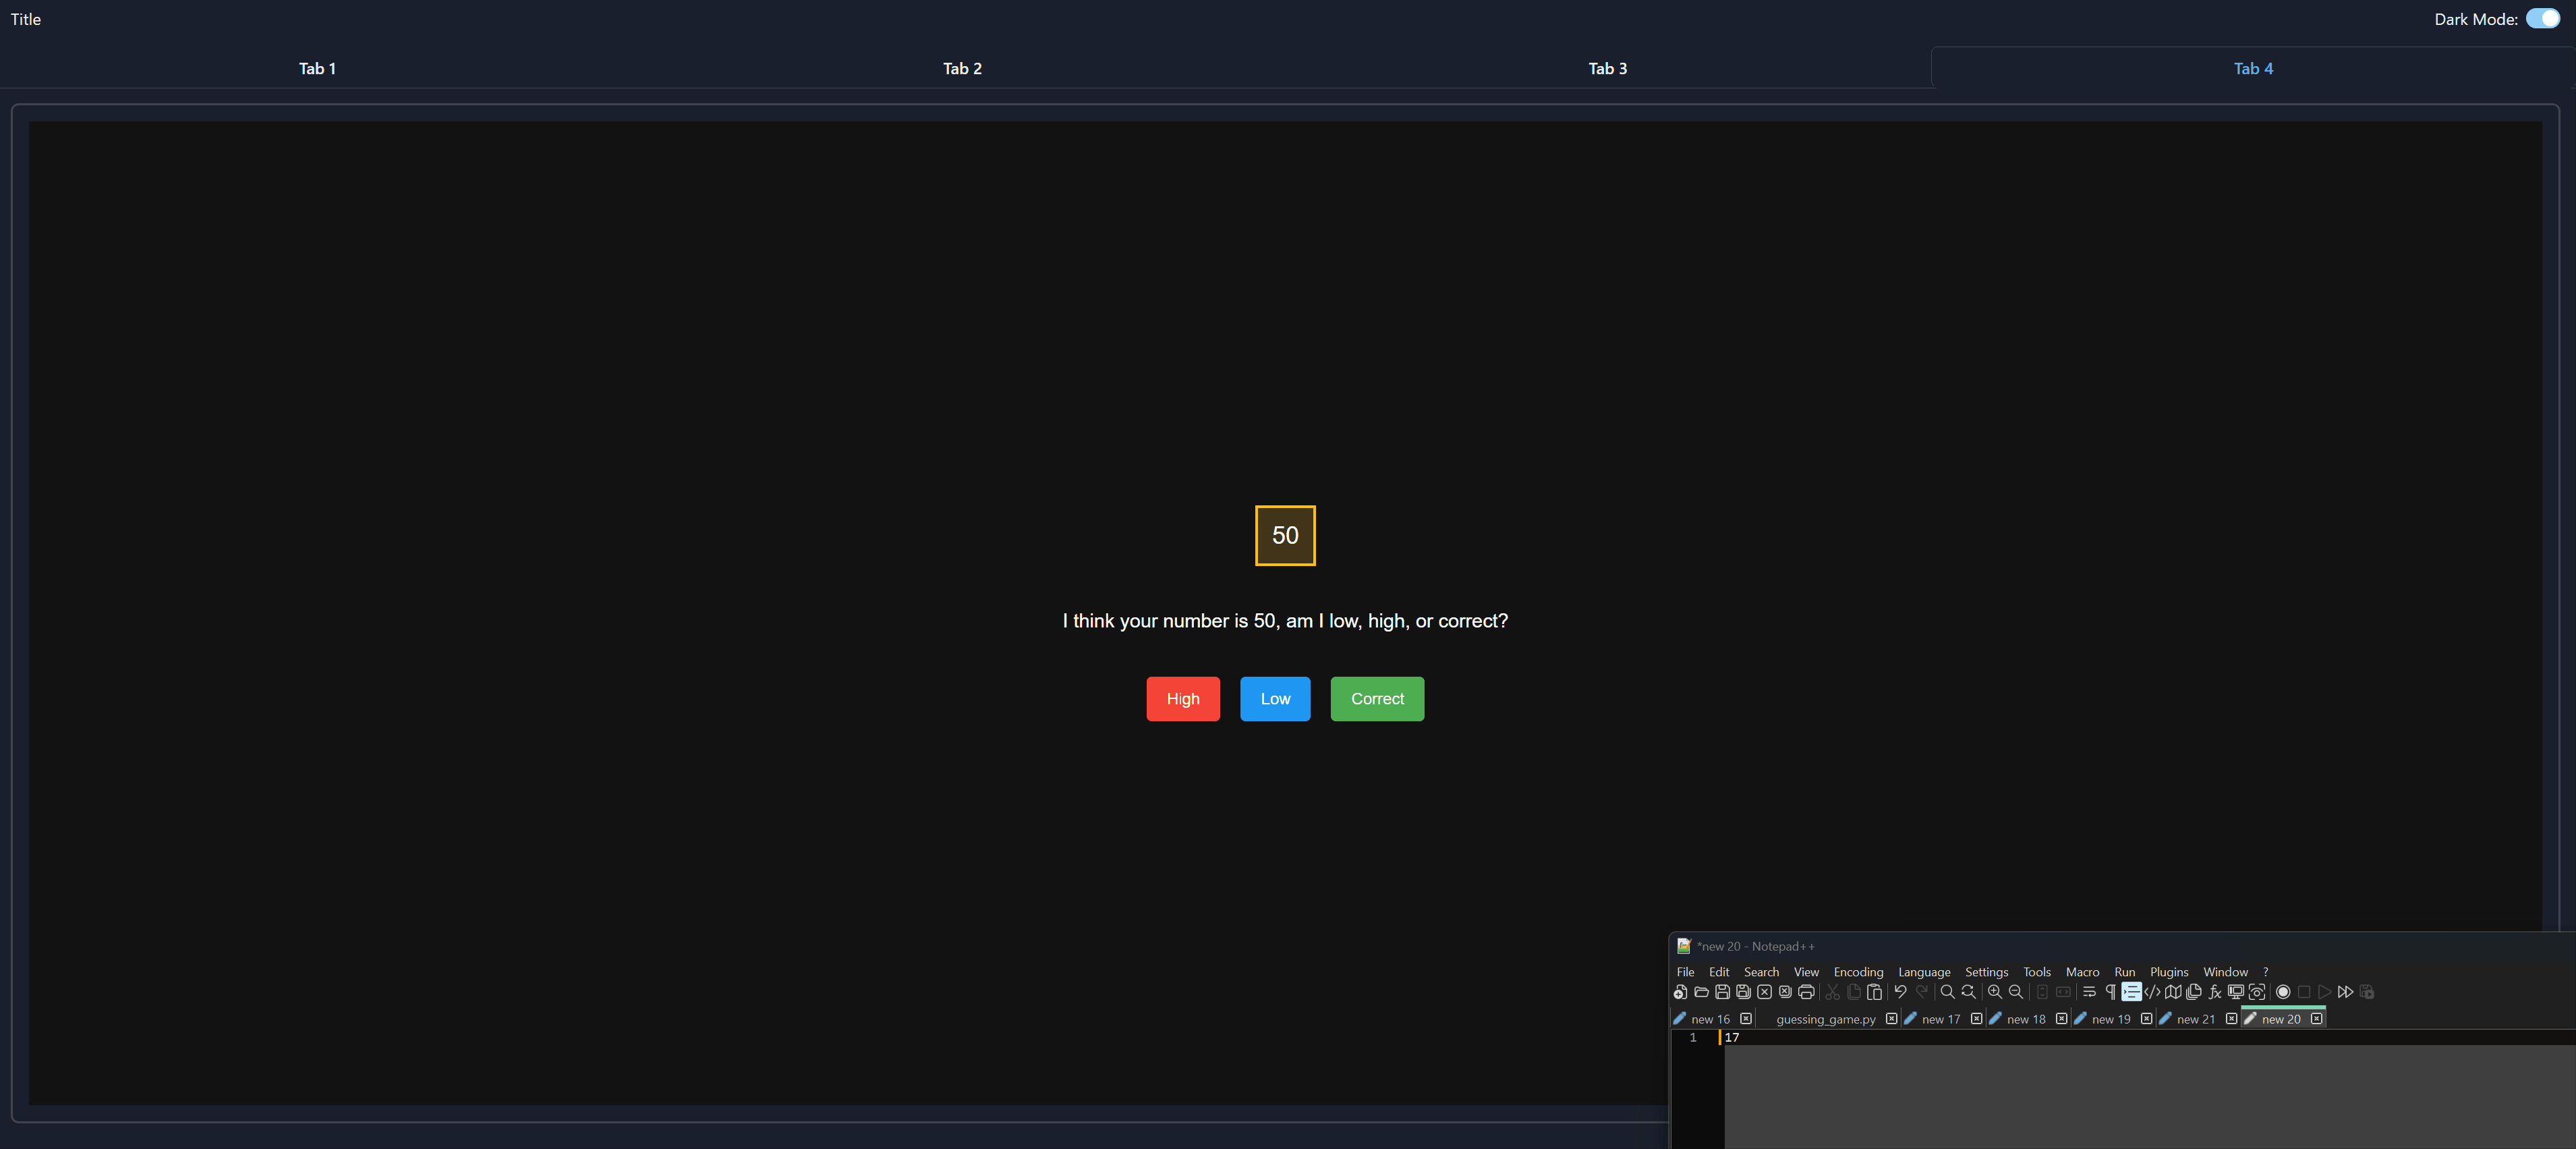 Title
Dark Mode:
Tab 1 Tab 2 Tab 3 Tab 4
50
I think your number is 50, am I low, high, or correct?
High Low Correct
*new 20 - Notepad++
File Edit Search View Encoding Language Settings Tools Macro Run Plugins Window ?
new 16 guessing_game.py new 17 new 18 new 19 new 21 new 20
1 17